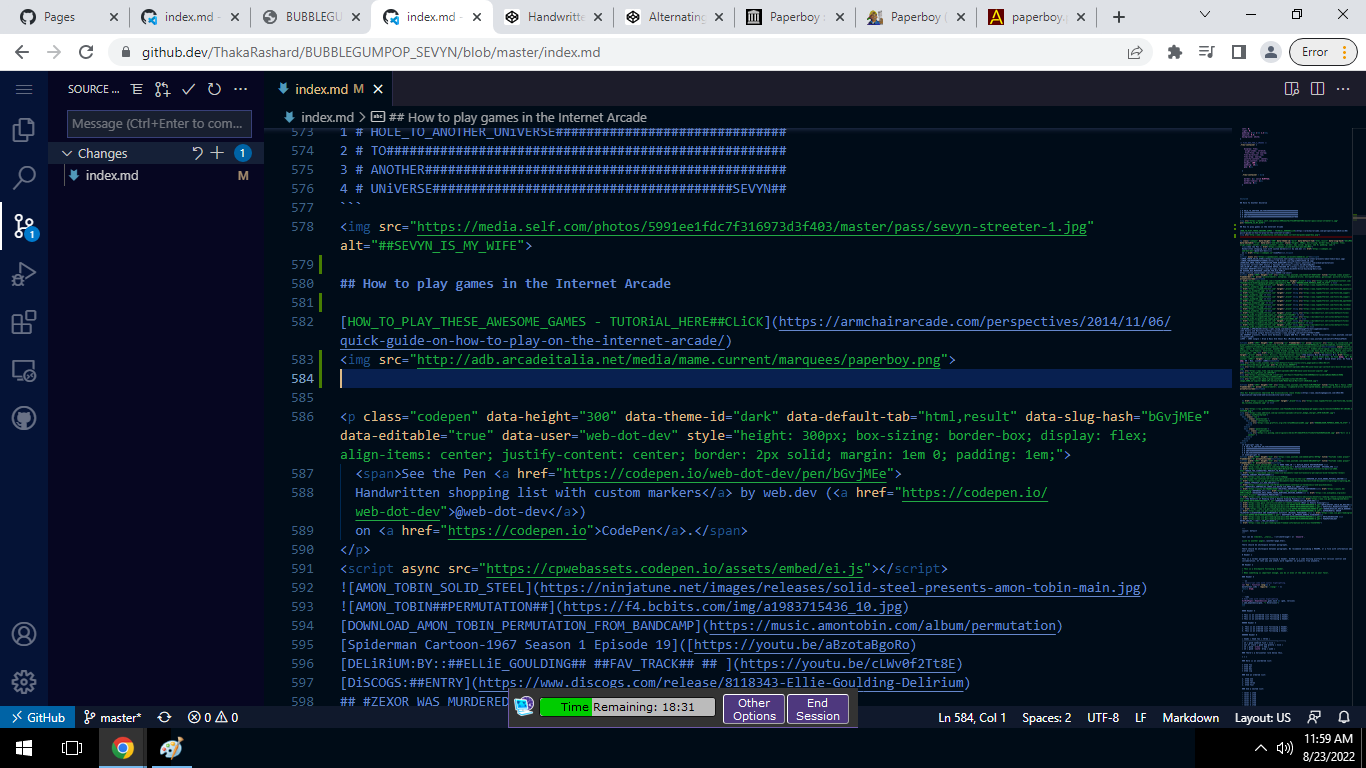 Pages
index.md -
BUBBLEGU
index.md -
Handwritte
Alternating
Paperboy :
Paperboy (
paperboy.p
github.dev/ThakaRashard/BUBBLEGUMPOP_SEVYN/blob/master/index.md
Error
SOURCE ...
index.md M
Message (Ctrl+Enter to com...
Changes
1
index.md M
index.md > ## How to play games in the Internet Arcade
573 1 # HOLE_TO_ANOTHER_UNiVERSE##############################
574 2 # TO####################################################
575 3 # ANOTHER###############################################
576 4 # UNiVERSE#######################################SEVYN##
577 ```
578 <img src="https://media.self.com/photos/5991ee1fdc7f316973d3f403/master/pass/sevyn-streeter-1.jpg"
alt="##SEVYN_IS_MY_WIFE">
579
580 ## How to play games in the Internet Arcade
581
582 [HOW_TO_PLAY_THESE_AWESOME_GAMES - TUTORiAL_HERE##CLiCK](https://armchairarcade.com/perspectives/2014/11/06/
quick-guide-on-how-to-play-on-the-internet-arcade/)
583 <img src="http://adb.arcadeitalia.net/media/mame.current/marquees/paperboy.png">
584
585
586 <p class="codepen" data-height="300" data-theme-id="dark" data-default-tab="html,result" data-slug-hash="bGvjMEe"
data-editable="true" data-user="web-dot-dev" style="height: 300px; box-sizing: border-box; display: flex;
align-items: center; justify-content: center; border: 2px solid; margin: 1em 0; padding: 1em;">
587 <span>See the Pen <a href="https://codepen.io/web-dot-dev/pen/bGvjMEe">
588 Handwritten shopping list with custom markers</a> by web.dev (<a href="https://codepen.io/
web-dot-dev">@web-dot-dev</a>)
589 on <a href="https://codepen.io">CodePen</a>.</span>
590 </p>
591 <script async src="https://cpwebassets.codepen.io/assets/embed/ei.js"></script>
592 ![AMON_TOBIN_SOLID_STEEL](https://ninjatune.net/images/releases/solid-steel-presents-amon-tobin-main.jpg)
593 ![AMON_TOBIN##PERMUTATION##](https://f4.bcbits.com/img/a1983715436_10.jpg)
594 [DOWNLOAD_AMON_TOBIN_PERMUTATION_FROM_BANDCAMP](https://music.amontobin.com/album/permutation)
595 [Spiderman Cartoon-1967 Season 1 Episode 19]([https://youtu.be/aBzotaBgoRo)
596 [DELiRiUM:BY::##ELLiE_GOULDING## ##FAV_TRACK## ## ](https://youtu.be/cLWv0f2Tt8E)
597 [DiSCOGS:##ENTRY](https://www.discogs.com/release/8118343-Ellie-Goulding-Delirium)
598 ## #ZEXOR WAS MURDERED
Time Remaining: 18:31
Other Options
End Session
GitHub
master*
0
0
Ln 584, Col 1
Spaces: 2
UTF-8
LF
Markdown
Layout: US
11:59 AM
8/23/2022